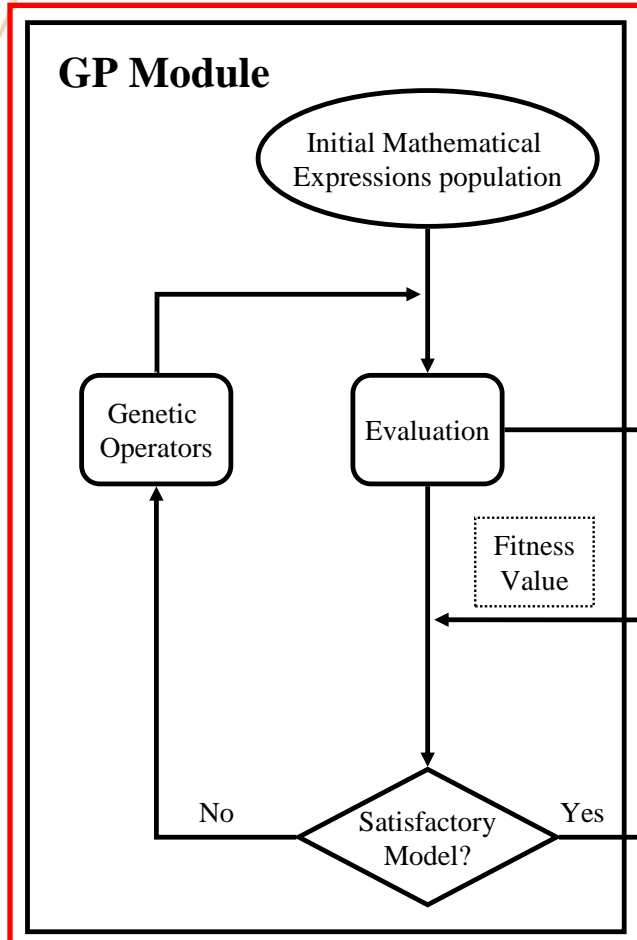 GP Module
Initial Mathematical
Expressions population
Genetic
Operators
Evaluation
Fitness
Value
No
Satisfactory
Model?
Yes